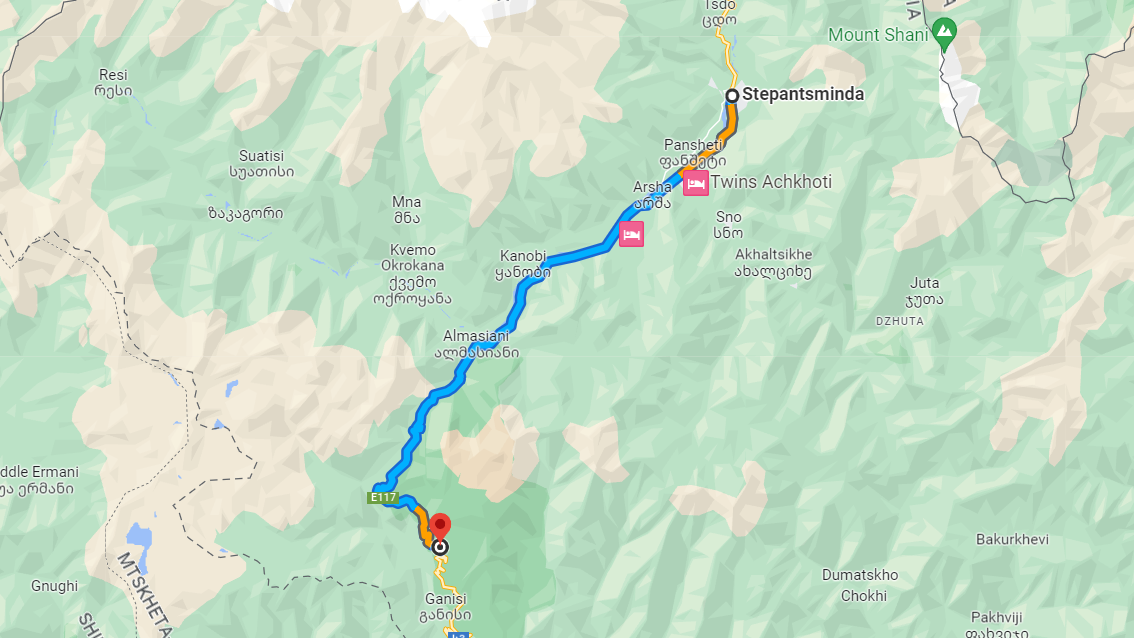 Tsdo
ცდო
IA
A
Mount Shani
Resi
რესი
Stepantsminda
Pansheti
ფანშეტი
Suatisi
სუათისი
Arsha
არშა
Twins Achkhoti
Mna
მნა
ზაკაგორი
Sno
სნო
Kvemo
Okrokana
ქვემო
ოქროყანა
Kanobi
ყანობი
Akhaltsikhe
ახალციხე
Juta
ჯუთა
DZHUTA
Almasiani
ალმასიანი
ddle Ermani
უა ერმანი
E117
Bakurkhevi
MTSKHETA
Gnughi
Dumatskho
Chokhi
Ganisi
განისი
SHI
Pakhviji
ფახვიჯი